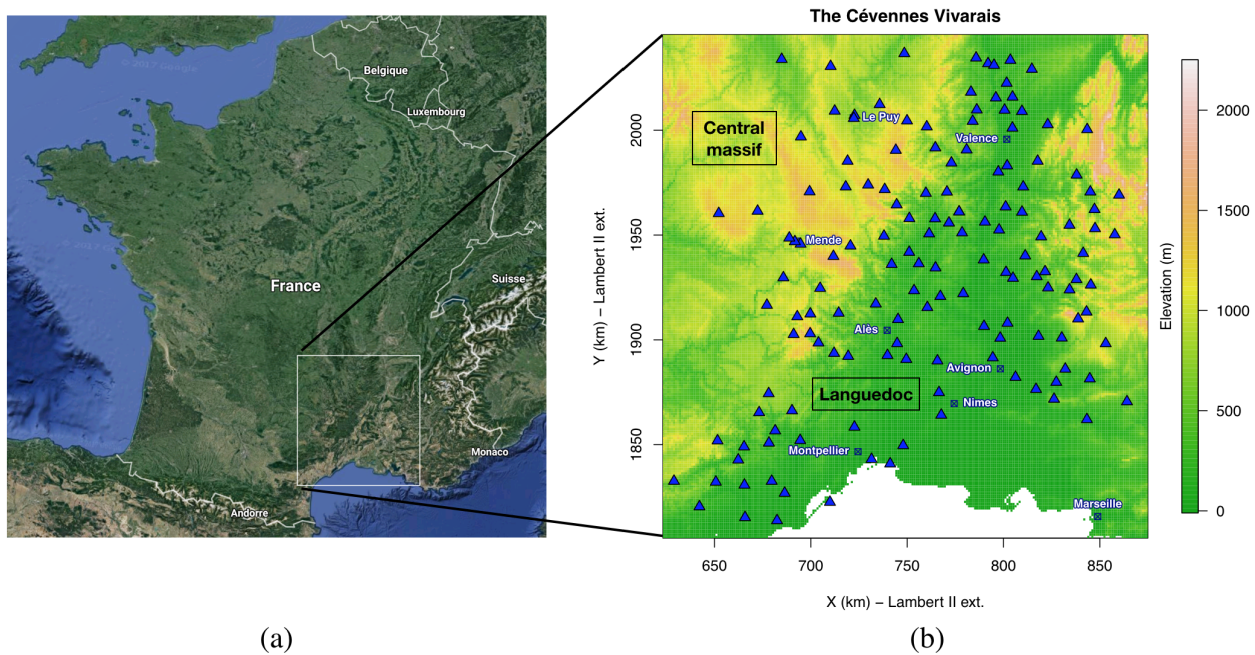 © 2017 Google
Belgique
Luxembourg
France
Suisse
Monaco
Andorre
(a)
The Cévennes Vivarais
Central
massif
Le Puy
Valence
Mende
Alès
Avignon
Languedoc
Nimes
Montpellier
Marseille
Y (km) − Lambert II ext.
2000
1950
1900
1850
650
700
750
800
850
X (km) − Lambert II ext.
Elevation (m)
2000
1500
1000
500
0
(b)